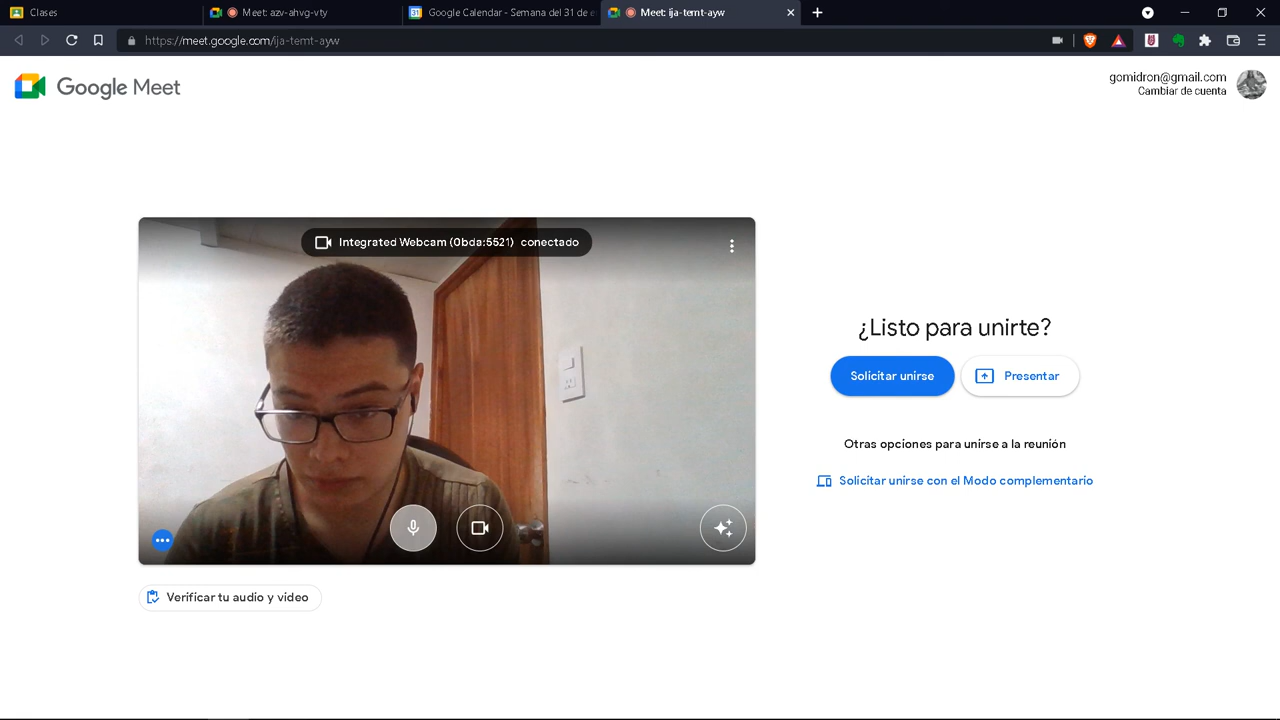 Clases
Meet: azv-ahvg-vty
Google Calendar - Semana del 31 de e
Meet: ija-temt-ayw
https://meet.google.com/ija-temt-ayw
Google Meet
gomidron@gmail.com
Cambiar de cuenta
Integrated Webcam (0bda:5521) conectado
¿Listo para unirte?
Solicitar unirse
Presentar
Otras opciones para unirse a la reunión
Solicitar unirse con el Modo complementario
Verificar tu audio y video